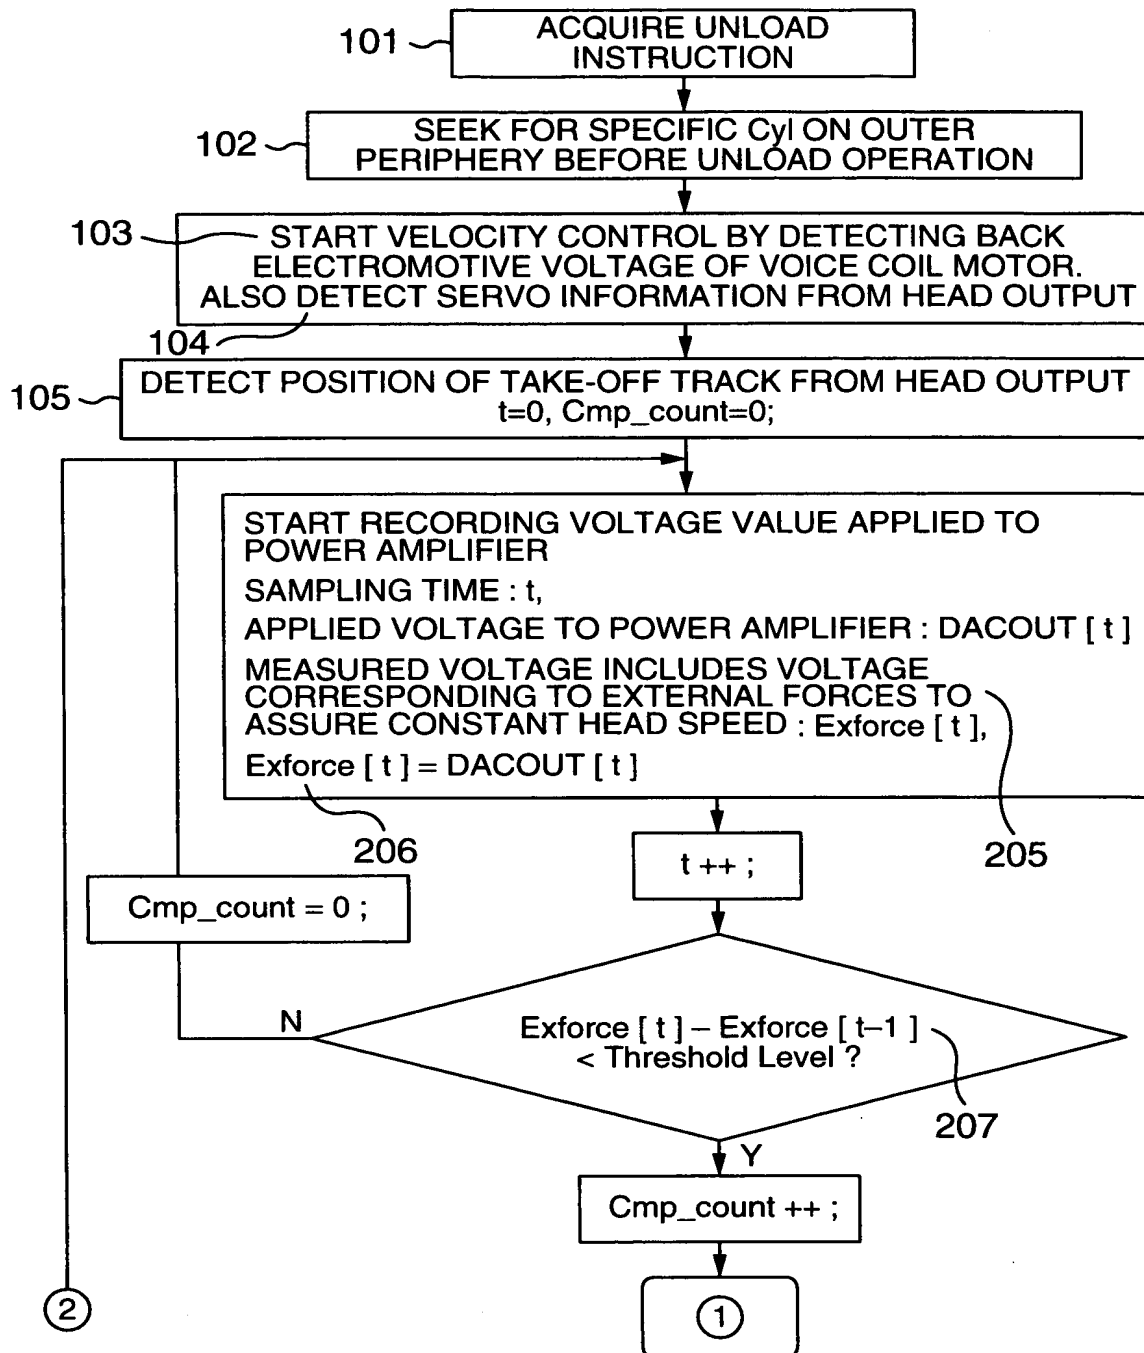 101
ACQUIRE UNLOAD
INSTRUCTION
102
SEEK FOR SPECIFIC Cyl ON OUTER
PERIPHERY BEFORE UNLOAD OPERATION
103
START VELOCITY CONTROL BY DETECTING BACK
ELECTROMOTIVE VOLTAGE OF VOICE COIL MOTOR.
ALSO DETECT SERVO INFORMATION FROM HEAD OUTPUT
104
105
DETECT POSITION OF TAKE-OFF TRACK FROM HEAD OUTPUT
t=0, Cmp_count=0;
START RECORDING VOLTAGE VALUE APPLIED TO
POWER AMPLIFIER
SAMPLING TIME : t,
APPLIED VOLTAGE TO POWER AMPLIFIER : DACOUT [ t ]
MEASURED VOLTAGE INCLUDES VOLTAGE
CORRESPONDING TO EXTERNAL FORCES TO
ASSURE CONSTANT HEAD SPEED : Exforce [ t ],
Exforce [ t ] = DACOUT [ t ]
206
205
t ++ ;
Cmp_count = 0 ;
N
Exforce [ t ] – Exforce [ t–1 ]
< Threshold Level ?
207
Y
Cmp_count ++ ;
2
1